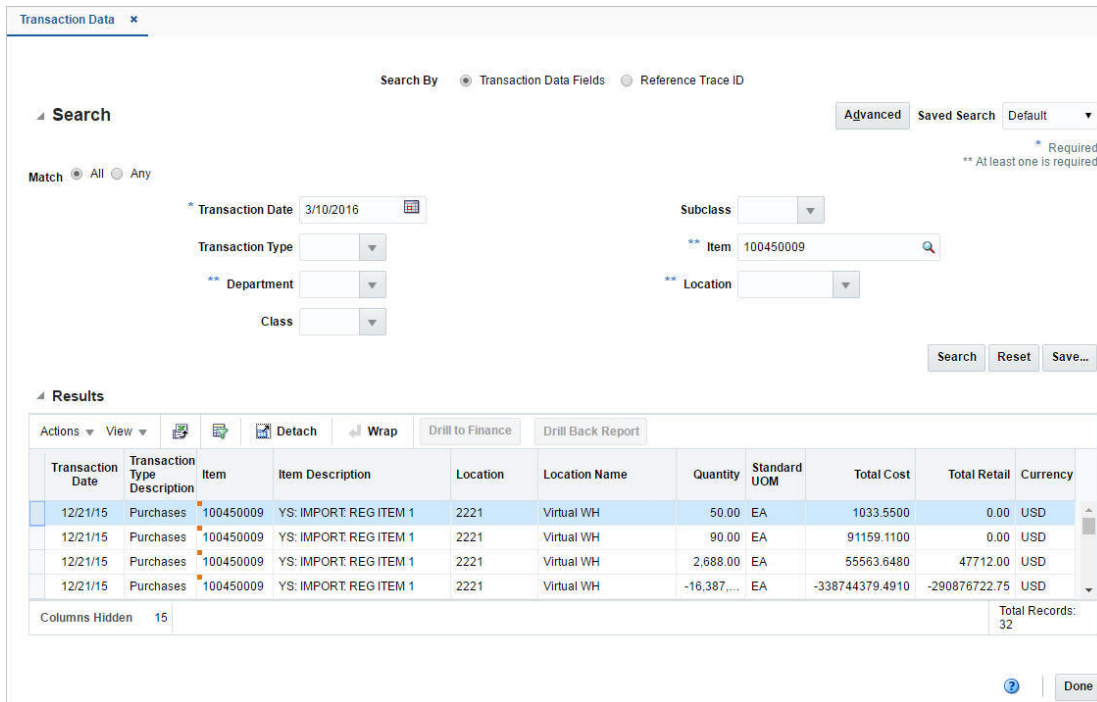 Transaction Data ×
Search By Transaction Data Fields Reference Trace ID
Search Advanced Saved Search Default
* Required
** At least one is required
Match All Any
* Transaction Date 3/10/2016 Subclass
Transaction Type ** Item 100450009
** Department ** Location
Class
Search Reset Save...
Results
Actions View Detach Wrap Drill to Finance Drill Back Report
Transaction Date Transaction Type Description Item Item Description Location Location Name Quantity Standard UOM Total Cost Total Retail Currency
12/21/15 Purchases 100450009 YS: IMPORT: REG ITEM 1 2221 Virtual WH 50.00 EA 1033.5500 0.00 USD
12/21/15 Purchases 100450009 YS: IMPORT: REG ITEM 1 2221 Virtual WH 90.00 EA 91159.1100 0.00 USD
12/21/15 Purchases 100450009 YS: IMPORT: REG ITEM 1 2221 Virtual WH 2,688.00 EA 55563.6480 47712.00 USD
12/21/15 Purchases 100450009 YS: IMPORT: REG ITEM 1 2221 Virtual WH -16,387,... EA -338744379.4910 -290876722.75 USD
Columns Hidden 15 Total Records:
32
? Done